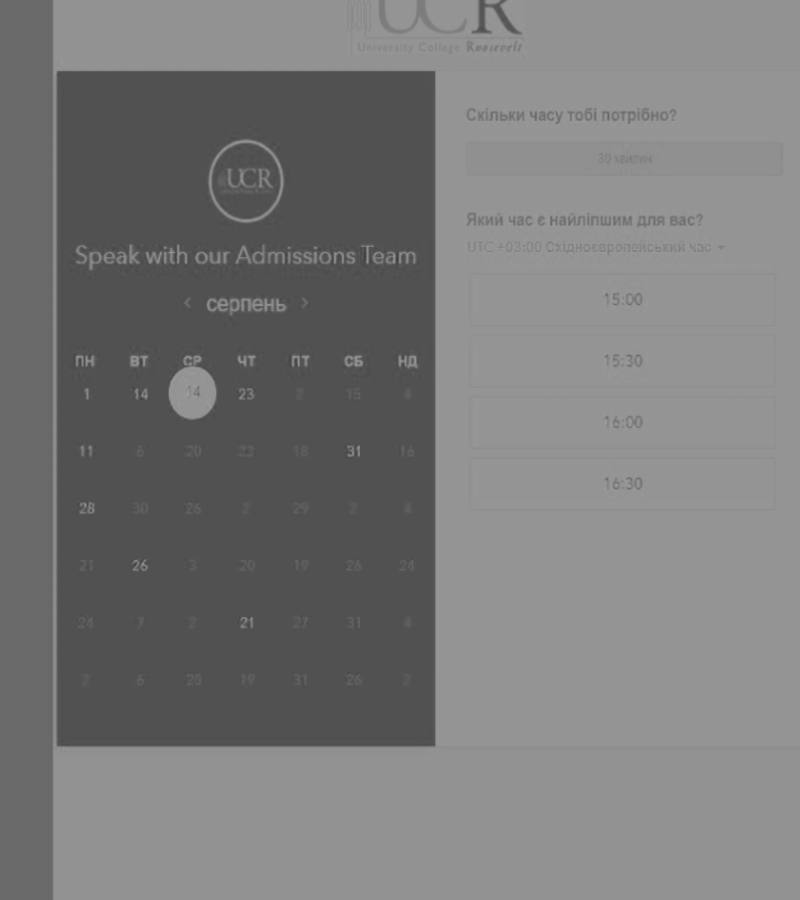 UCR
University College Roosevelt
UCR
Speak with our Admissions Team
‹ серпень ›
ПН ВТ СР ЧТ ПТ СБ НД
1 14 14 23 2 15 4
11 6 20 22 18 31 16
28 30 26 2 29 2 4
21 26 3 20 19 26 24
24 7 2 21 27 31 4
2 6 20 19 31 26 2
Скільки часу тобі потрібно?
30 хвилин
Який час є найліпшим для вас?
UTC +03:00 Східноєвропейський час
15:00
15:30
16:00
16:30